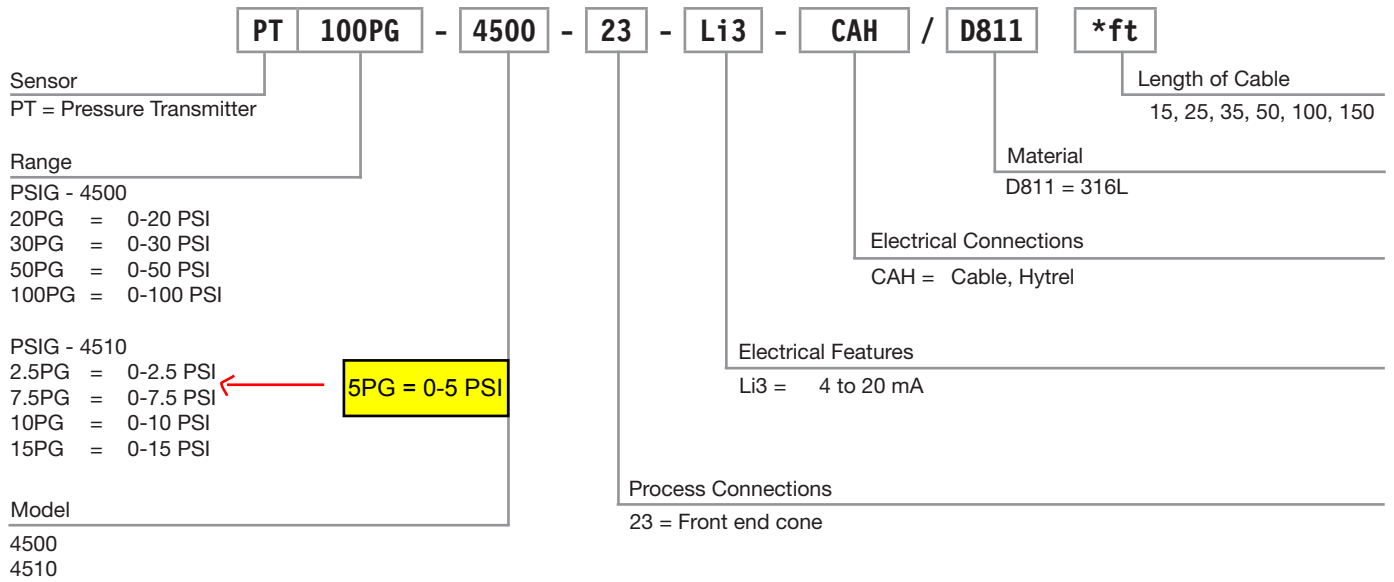 PT 100PG - 4500 - 23 - Li3 - CAH / D811 *ft
Sensor
PT = Pressure Transmitter
Length of Cable
15, 25, 35, 50, 100, 150
Range
PSIG - 4500
20PG = 0-20 PSI
30PG = 0-30 PSI
50PG = 0-50 PSI
100PG = 0-100 PSI
Material
D811 = 316L
Electrical Connections
CAH = Cable, Hytrel
PSIG - 4510
2.5PG = 0-2.5 PSI
7.5PG = 0-7.5 PSI
10PG = 0-10 PSI
15PG = 0-15 PSI
5PG = 0-5 PSI
Electrical Features
Li3 = 4 to 20 mA
Process Connections
23 = Front end cone
Model
4500
4510